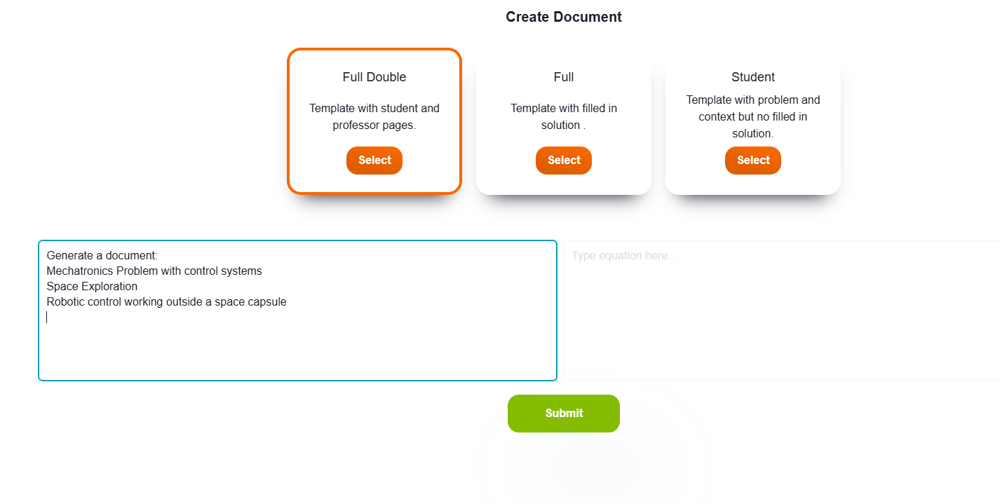 Create Document
Full Double
Template with student and
professor pages.
Select
Full
Template with filled in
solution .
Select
Student
Template with problem and
context but no filled in
solution.
Select
Generate a document:
Mechatronics Problem with control systems
Space Exploration
Robotic control working outside a space capsule
Type equation here...
Submit